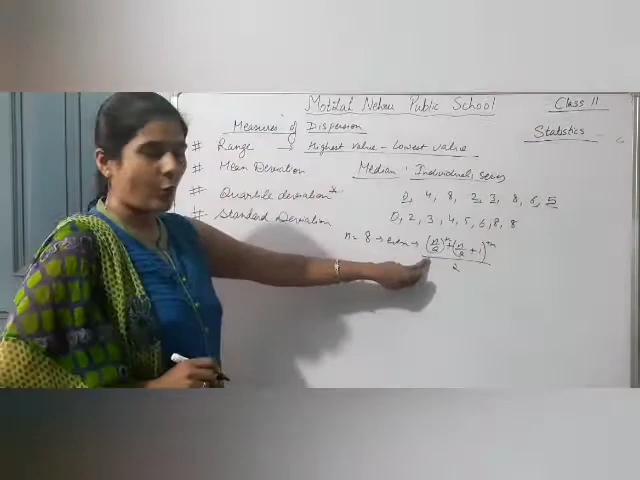 Motilal Nehru Public School
Class 11
Statistics
Measures of Dispersion
# Range → Highest value - Lowest value
# Mean Deviation
# Quartile deviation
# Standard Deviation
Median : Individual series
0, 4, 8, 2, 3, 8, 6, 5
0, 2, 3, 4, 5, 6, 8, 8
n = 8 → even → (n/2)th + (n/2 + 1)th
2